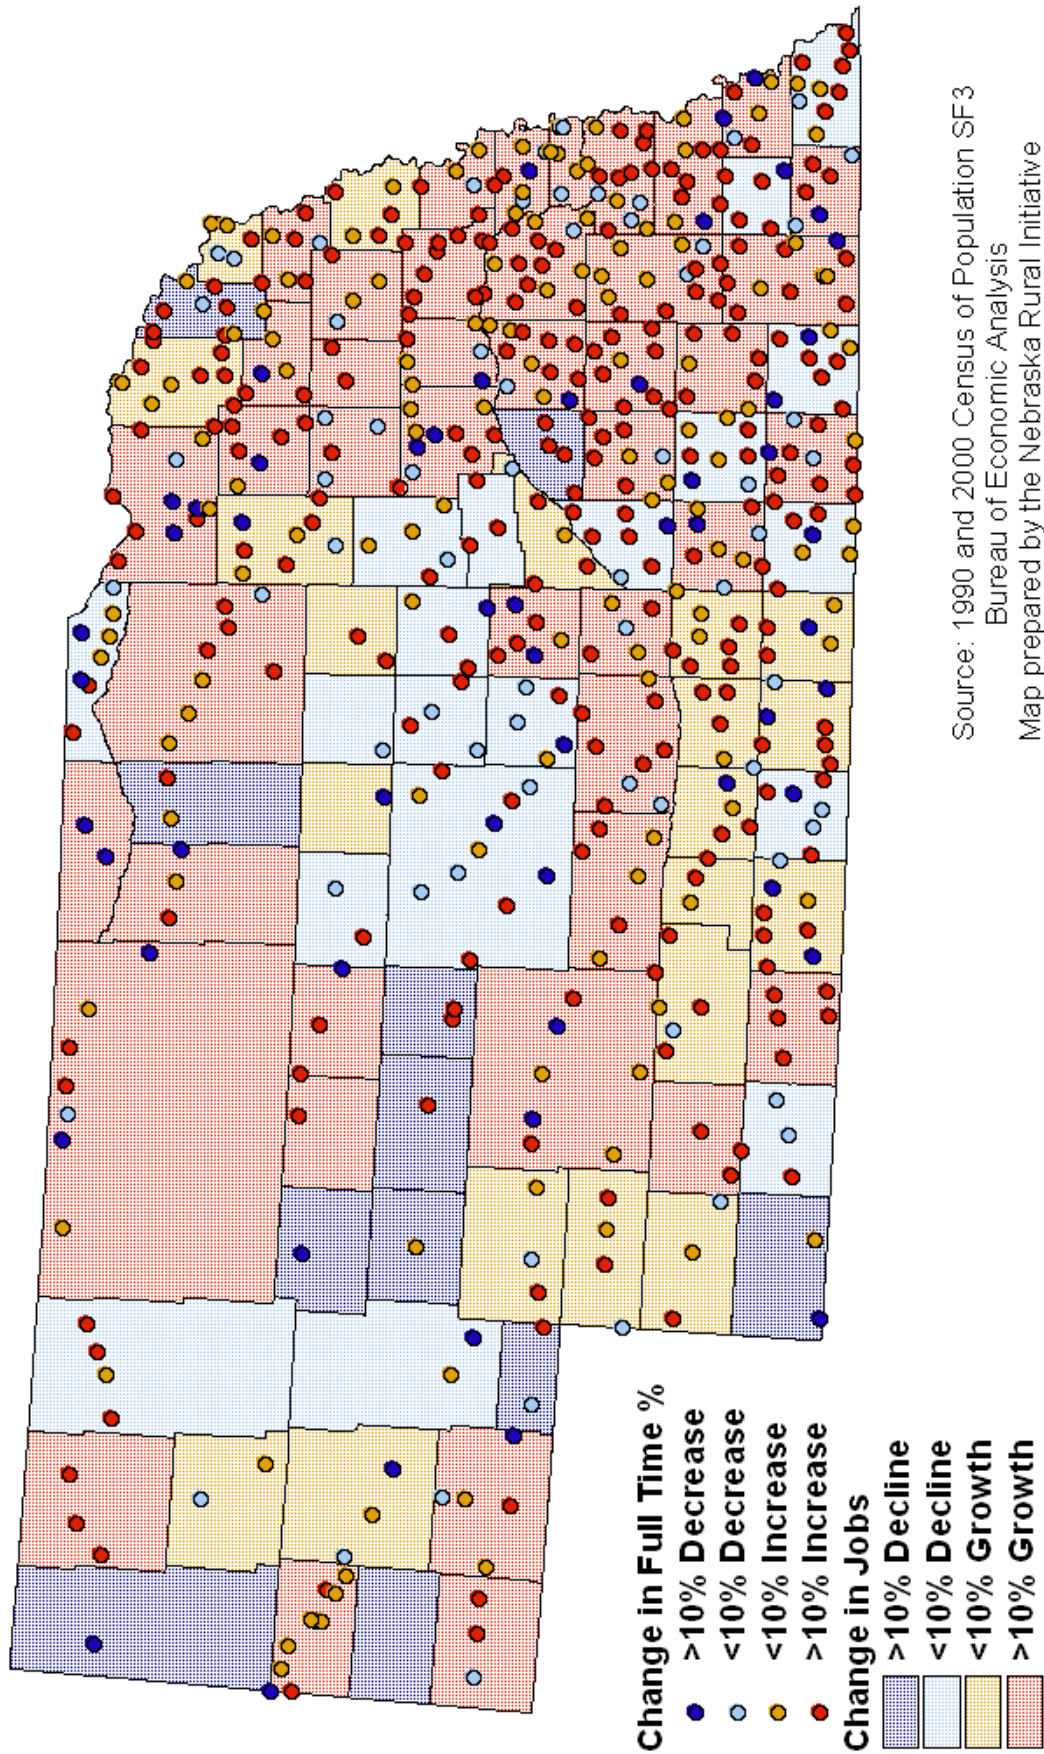 Change in Full Time %
>10% Decrease
<10% Decrease
<10% Increase
>10% Increase
Change in Jobs
>10% Decline
<10% Decline
<10% Growth
>10% Growth
Source: 1990 and 2000 Census of Population SF3
Bureau of Economic Analysis
Map prepared by the Nebraska Rural Initiative